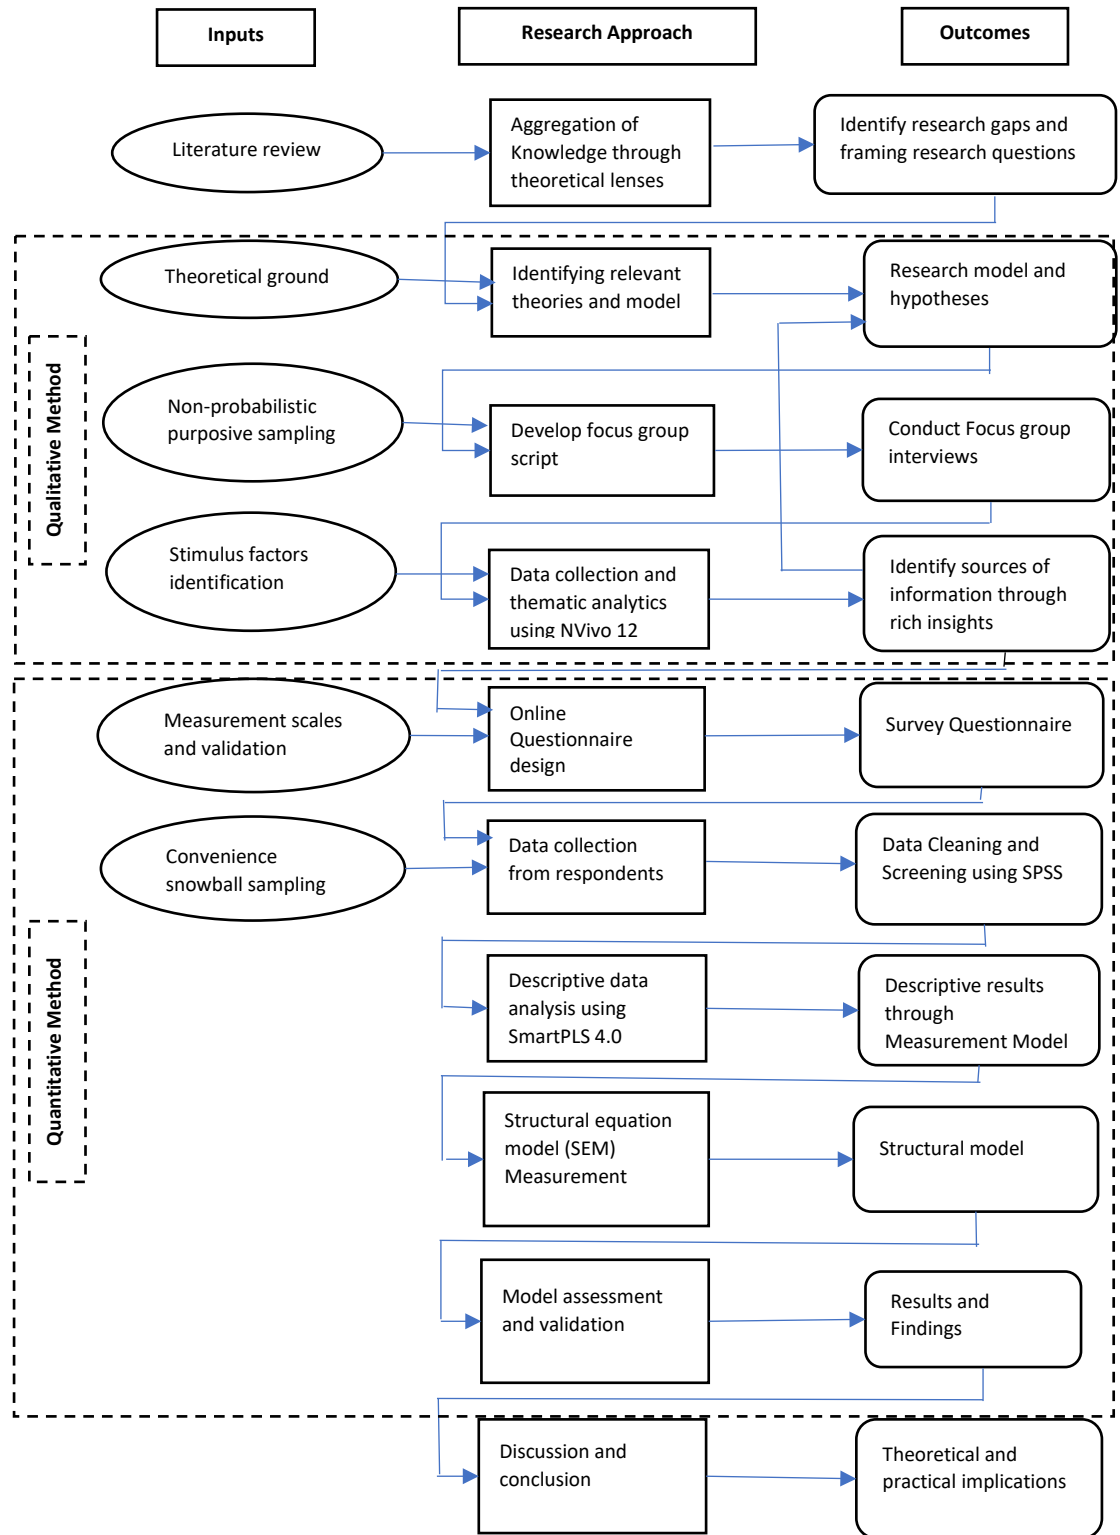 Inputs
Research Approach
Outcomes
Literature review
Aggregation of
Knowledge through
theoretical lenses
Identify research gaps and
framing research questions
Qualitative Method
Theoretical ground
Identifying relevant
theories and model
Research model and
hypotheses
Non-probabilistic
purposive sampling
Develop focus group
script
Conduct Focus group
interviews
Stimulus factors
identification
Data collection and
thematic analytics
using NVivo 12
Identify sources of
information through
rich insights
Quantitative Method
Measurement scales
and validation
Online
Questionnaire
design
Survey Questionnaire
Convenience
snowball sampling
Data collection
from respondents
Data Cleaning and
Screening using SPSS
Descriptive data
analysis using
SmartPLS 4.0
Descriptive results
through
Measurement Model
Structural equation
model (SEM)
Measurement
Structural model
Model assessment
and validation
Results and
Findings
Discussion and
conclusion
Theoretical and
practical implications